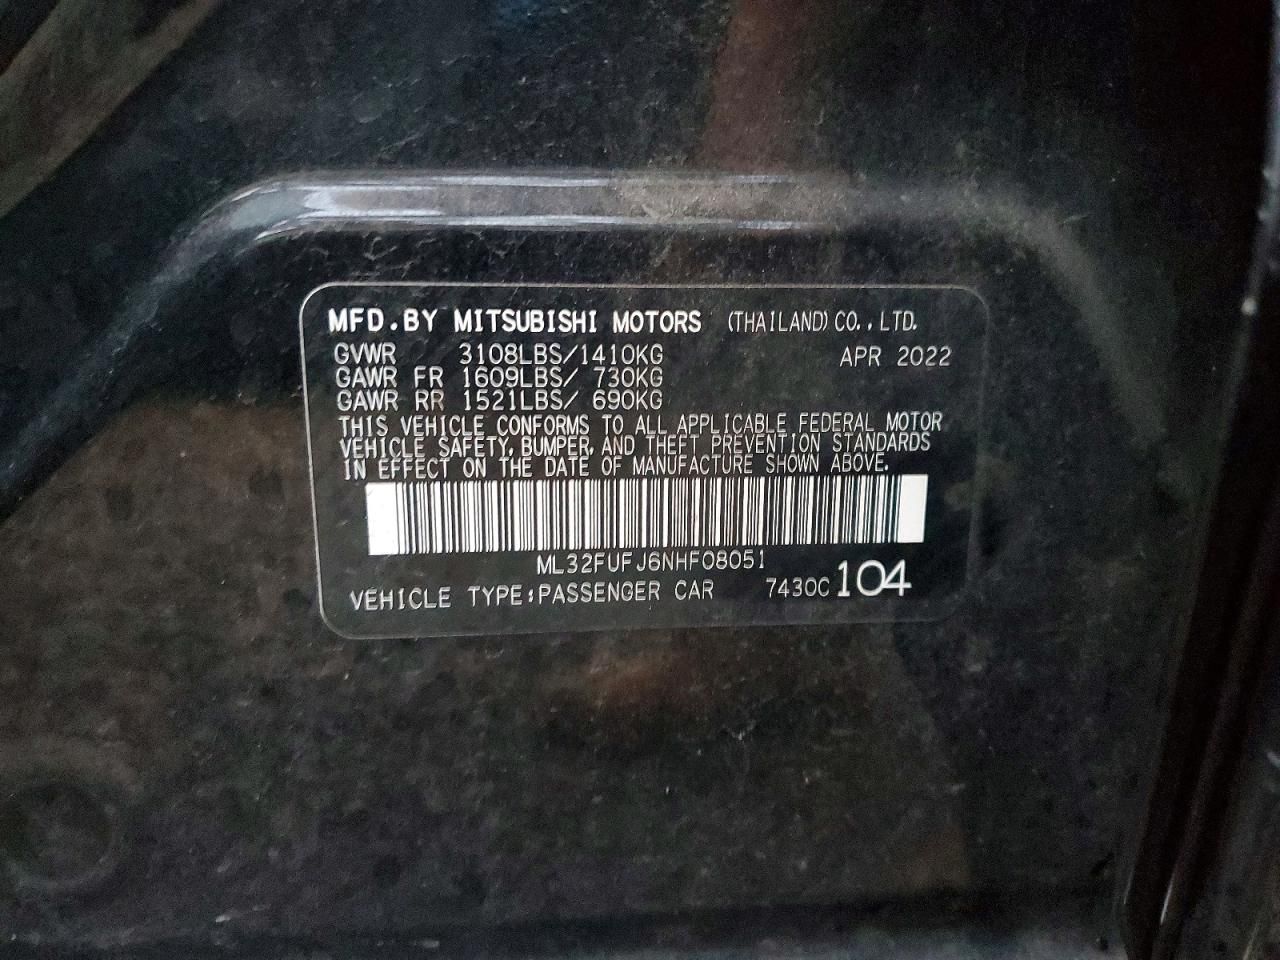 MFD.BY MITSUBISHI MOTORS (THAILAND)CO.,LTD.
GVWR 3108LBS/1410KG APR 2022
GAWR FR 1609LBS/ 730KG
GAWR RR 1521LBS/ 690KG
THIS VEHICLE CONFORMS TO ALL APPLICABLE FEDERAL MOTOR
VEHICLE SAFETY, BUMPER, AND THEFT PREVENTION STANDARDS
IN EFFECT ON THE DATE OF MANUFACTURE SHOWN ABOVE.
ML32FUFJ6NHF08051
VEHICLE TYPE:PASSENGER CAR 7430C 104